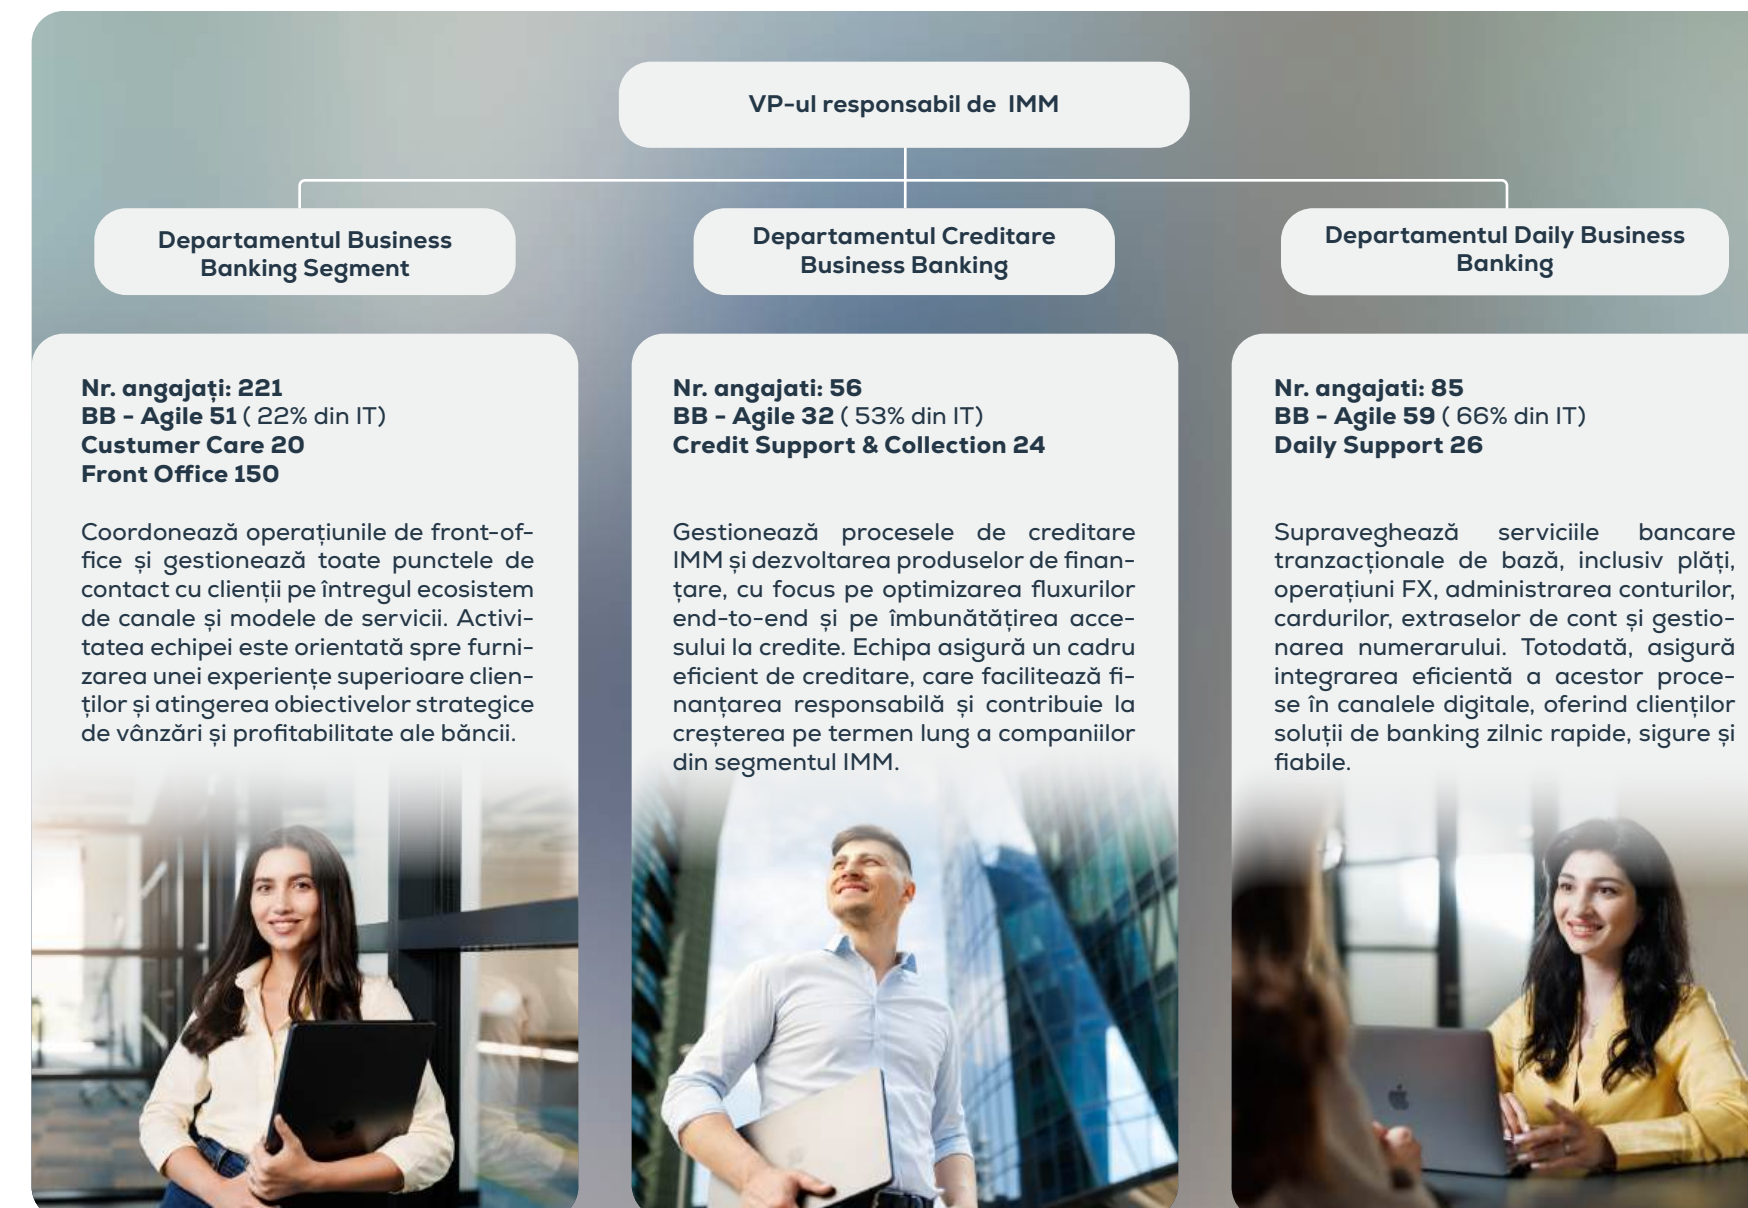 VP-ul responsabil de IMM
Departamentul Business
Banking Segment
Departamentul Creditare
Business Banking
Departamentul Daily Business
Banking
Nr. angajați: 221
BB - Agile 51 ( 22% din IT)
Custumer Care 20
Front Office 150
Coordonează operațiunile de front-of-
fice și gestionează toate punctele de
contact cu clienții pe întregul ecosistem
de canale și modele de servicii. Activi-
tatea echipei este orientată spre furni-
zarea unei experiențe superioare clien-
ților și atingerea obiectivelor strategice
de vânzări și profitabilitate ale băncii.
Nr. angajati: 56
BB - Agile 32 ( 53% din IT)
Credit Support & Collection 24
Gestionează procesele de creditare
IMM și dezvoltarea produselor de finan-
țare, cu focus pe optimizarea fluxurilor
end-to-end și pe îmbunătățirea acce-
sului la credite. Echipa asigură un cadru
eficient de creditare, care facilitează fi-
nanțarea responsabilă și contribuie la
creșterea pe termen lung a companiilor
din segmentul IMM.
Nr. angajati: 85
BB - Agile 59 ( 66% din IT)
Daily Support 26
Supraveghează serviciile bancare
tranzacționale de bază, inclusiv plăți,
operațiuni FX, administrarea conturilor,
cardurilor, extraselor de cont și gestio-
narea numerarului. Totodată, asigură
integrarea eficientă a acestor proce-
se în canalele digitale, oferind clienților
soluții de banking zilnic rapide, sigure și
fiabile.